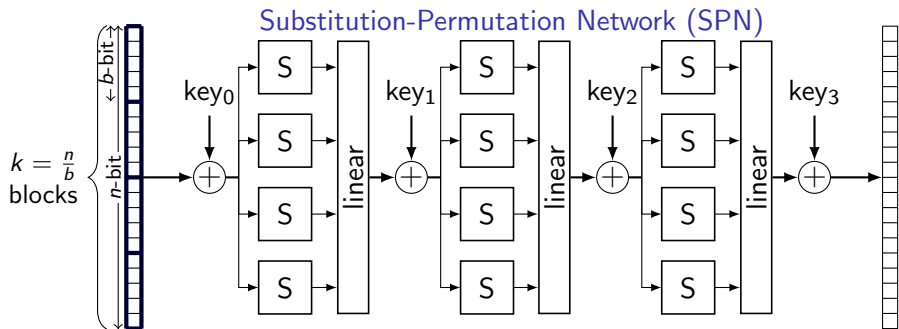 Substitution-Permutation Network (SPN)
k = n/b
blocks
b-bit
n-bit
key0
S
S
S
S
linear
key1
S
S
S
S
linear
key2
S
S
S
S
linear
key3